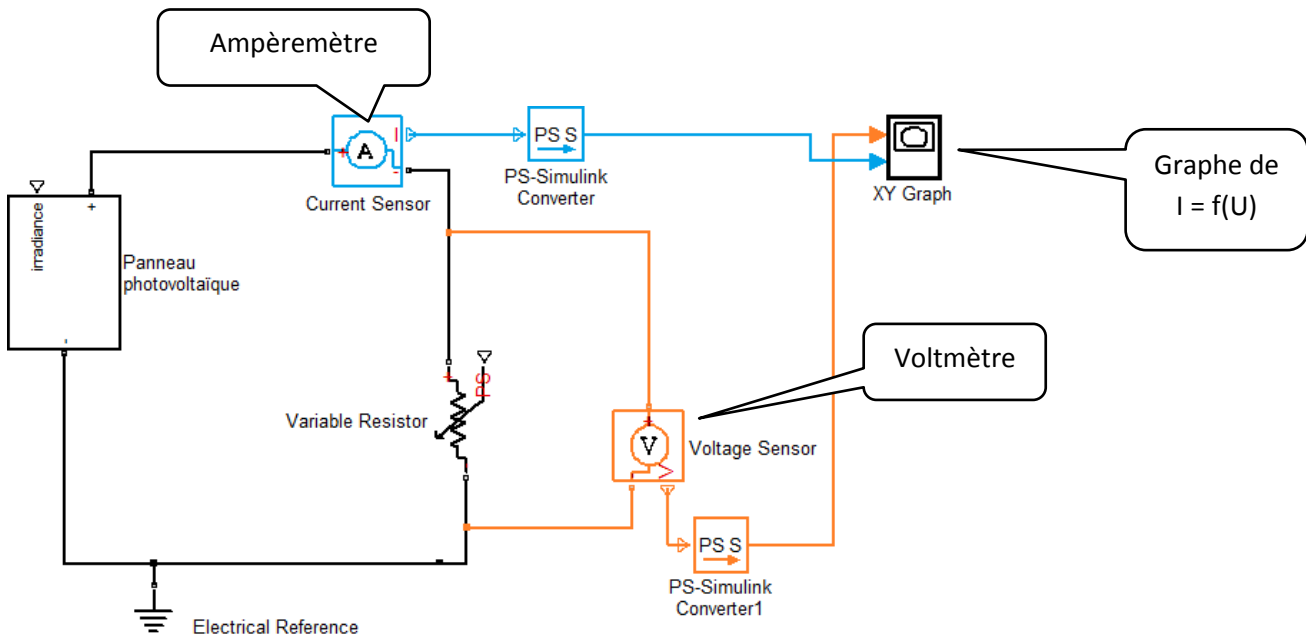 Ampèremètre
I
+
A
-
Current Sensor
PS S
PS-Simulink
Converter
XY Graph
Graphe de
I = f(U)
irradiance
+
-
Panneau
photovoltaïque
Voltmètre
+
PS
Variable Resistor
+
V
V
-
Voltage Sensor
PS S
PS-Simulink
Converter1
Electrical Reference